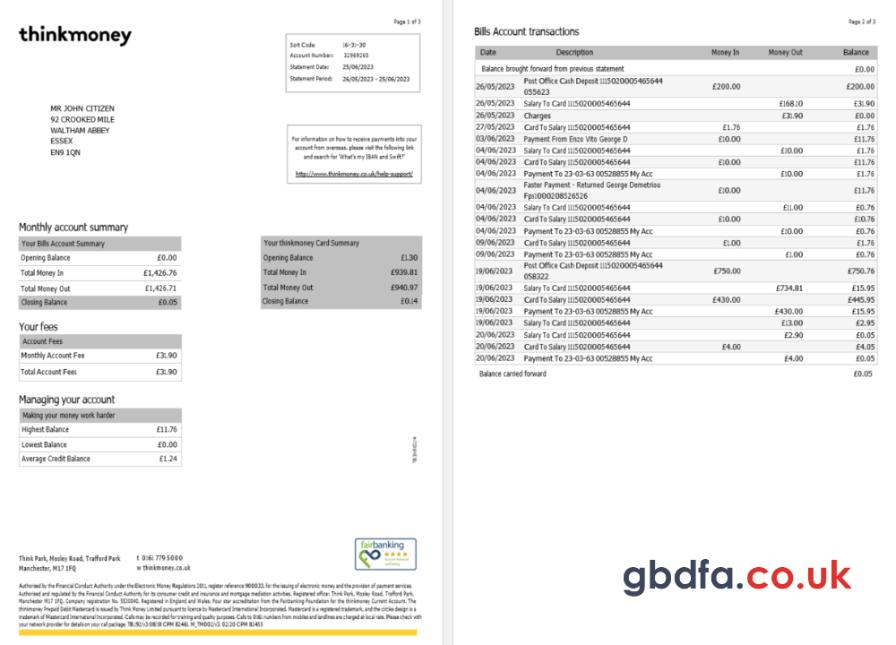 Page 1 of 3
thinkmoney
Sort Code 16-31-30
Account Number: 32969265
Statement Date: 25/06/2023
Statement Period: 26/05/2023 - 25/06/2023
MR JOHN CITIZEN
92 CROOKED MILE
WALTHAM ABBEY
ESSEX
EN9 1QN
For information on how to receive payments into your
account from overseas, please visit the following link
and search for 'What's my IBAN and Swift?'
http://www.thinkmoney.co.uk/help-support/
Monthly account summary
Your Bills Account Summary
Opening Balance £0.00
Total Money In £1,426.76
Total Money Out £1,426.71
Closing Balance £0.05
Your thinkmoney Card Summary
Opening Balance £1.30
Total Money In £939.81
Total Money Out £940.97
Closing Balance £0.14
Your fees
Account Fees
Monthly Account Fee £31.90
Total Account Fees £31.90
Managing your account
Making your money work harder
Highest Balance £11.76
Lowest Balance £0.00
Average Credit Balance £1.24
Think Park, Mosley Road, Trafford Park
Manchester, M17 1FQ
t 0161 779 5000
w thinkmoney.co.uk
fairbanking
Authorised by the Financial Conduct Authority under the Electronic Money Regulations 2011, register reference 900033, for the issuing of electronic money and the provision of payment services.
Authorised and regulated by the Financial Conduct Authority for its consumer credit and insurance and mortgage mediation activities. Registered office: Think Park, Mosley Road, Trafford Park,
Manchester M17 1FQ. Company registration No. Registered in England and Wales. Four star accreditation from the Fairbanking Foundation for the thinkmoney Current Account. The
thinkmoney Prepaid Debit Mastercard is issued by Think Money Limited pursuant to licence by Mastercard International Incorporated. Mastercard is a registered trademark, and the circles design is a
trademark of Mastercard International Incorporated. Calls may be recorded for training and quality purposes. Calls to 0161 numbers from mobiles and landlines are charged at local rate. Please check with
your network provider for details on your call package.
Page 2 of 3
Bills Account transactions
Date Description Money In Money Out Balance
Balance brought forward from previous statement £0.00
26/05/2023 Post Office Cash Deposit 1115020005465644 £200.00 £200.00
055623
26/05/2023 Salary To Card 1115020005465644 £168.10 £31.90
26/05/2023 Charges £31.90 £0.00
27/05/2023 Card To Salary 1115020005465644 £1.76 £1.76
03/06/2023 Payment From Enzo Vito George D £10.00 £11.76
04/06/2023 Salary To Card 1115020005465644 £10.00 £1.76
04/06/2023 Card To Salary 1115020005465644 £10.00 £11.76
04/06/2023 Payment To 23-03-63 00528855 My Acc £10.00 £1.76
04/06/2023 Faster Payment - Returned George Demetriou £10.00 £11.76
Fps1000208526526
04/06/2023 Salary To Card 1115020005465644 £11.00 £0.76
04/06/2023 Card To Salary 1115020005465644 £10.00 £10.76
04/06/2023 Payment To 23-03-63 00528855 My Acc £10.00 £0.76
09/06/2023 Card To Salary 1115020005465644 £1.00 £1.76
09/06/2023 Payment To 23-03-63 00528855 My Acc £1.00 £0.76
19/06/2023 Post Office Cash Deposit 1115020005465644 £750.00 £750.76
058322
19/06/2023 Salary To Card 1115020005465644 £734.81 £15.95
19/06/2023 Card To Salary 1115020005465644 £430.00 £445.95
19/06/2023 Payment To 23-03-63 00528855 My Acc £430.00 £15.95
19/06/2023 Salary To Card 1115020005465644 £13.00 £2.95
20/06/2023 Salary To Card 1115020005465644 £2.90 £0.05
20/06/2023 Card To Salary 1115020005465644 £4.00 £4.05
20/06/2023 Payment To 23-03-63 00528855 My Acc £4.00 £0.05
Balance carried forward £0.05
gbdfa.co.uk